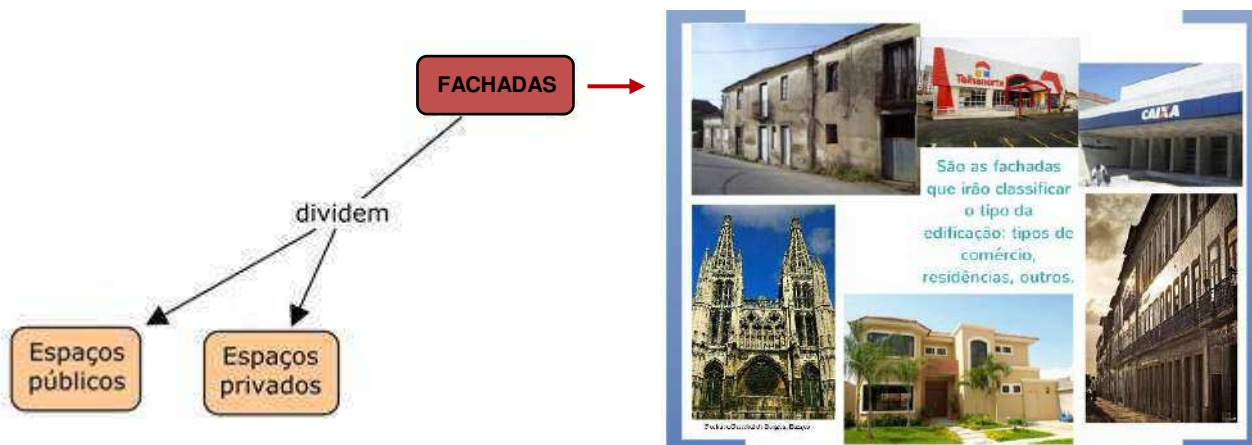 FACHADAS
dividem
Espaços
públicos
Espaços
privados
Telhanorte
CAIXA
São as fachadas
que irão classificar
o tipo da
edificação: tipos de
comércio,
residências, outros.